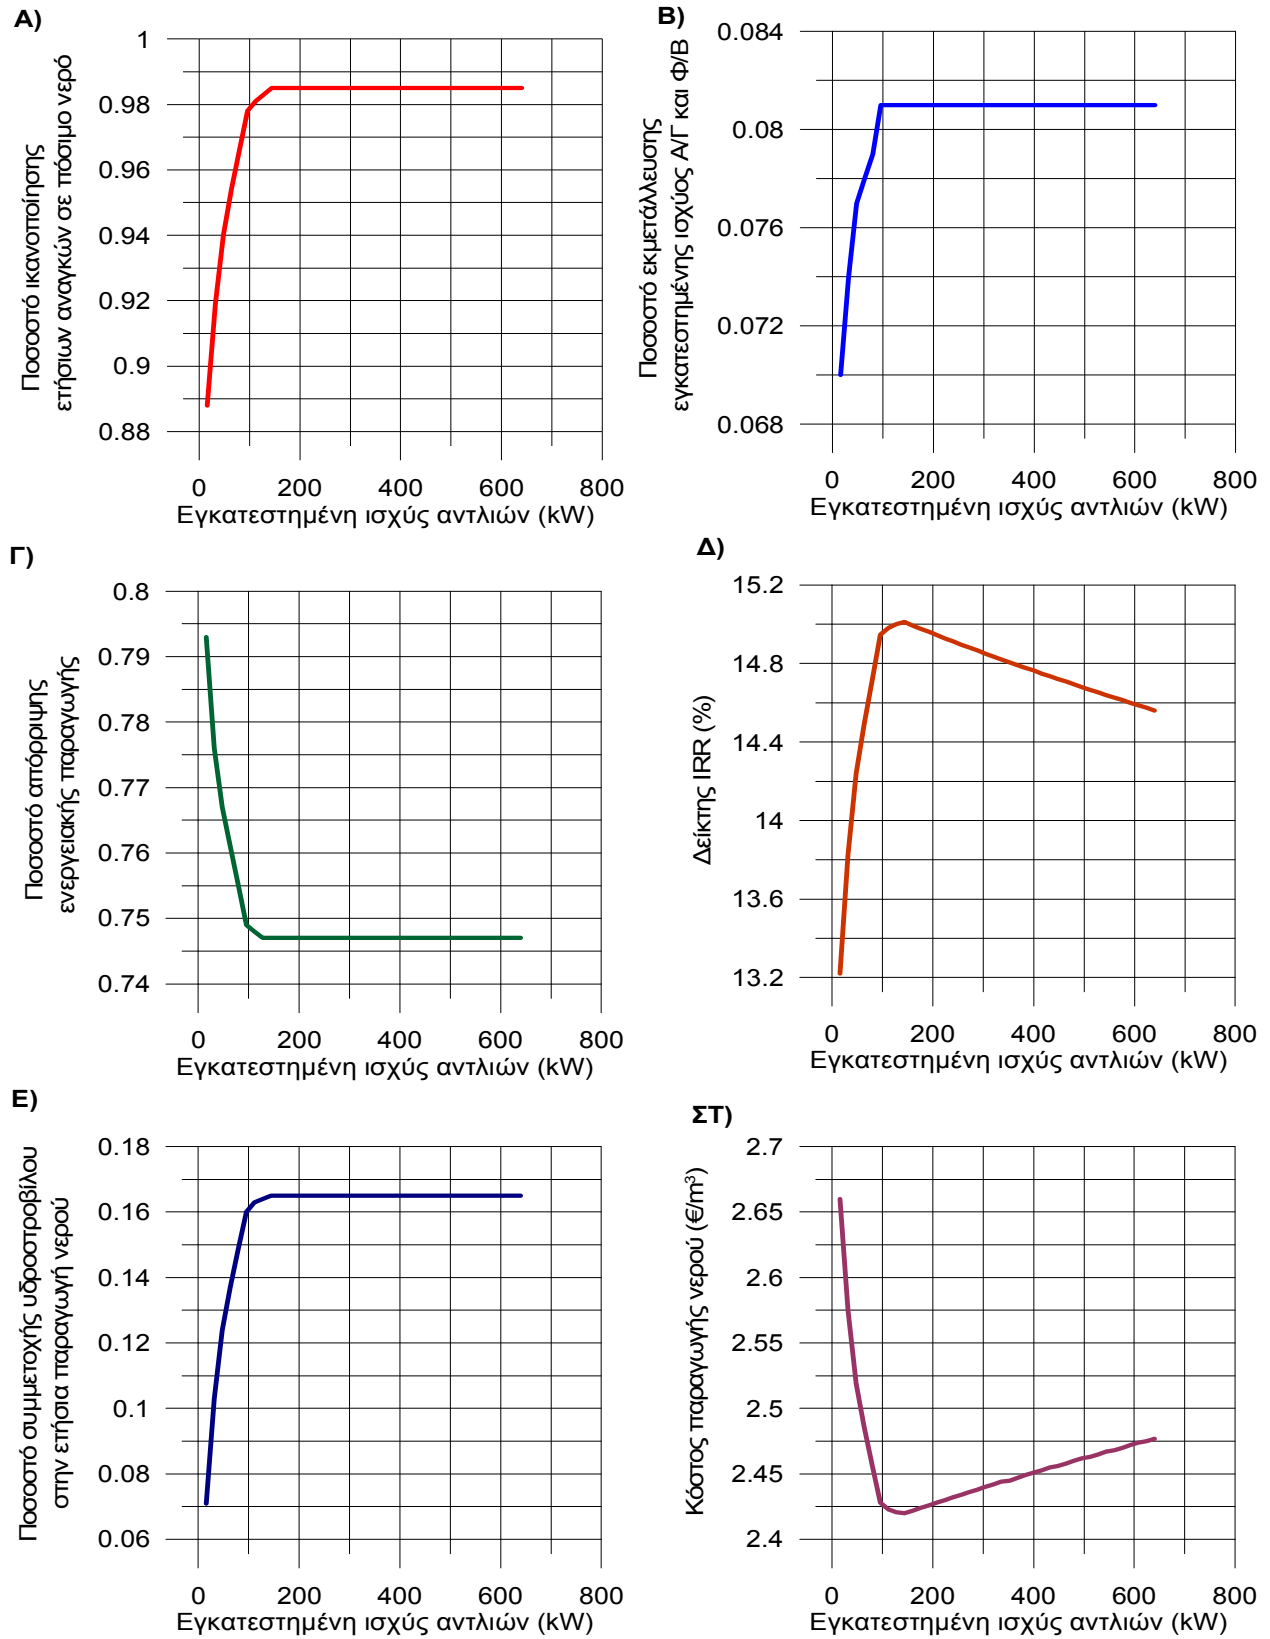 Α)
Ποσοστό ικανοποίησης
ετήσιων αναγκών σε πόσιμο νερό
1
0.98
0.96
0.94
0.92
0.9
0.88
0 200 400 600 800
Εγκατεστημένη ισχύς αντλιών (kW)
Β)
Ποσοστό εκμετάλλευσης
εγκατεστημένης ισχύος Α/Γ και Φ/Β
0.084
0.08
0.076
0.072
0.068
0 200 400 600 800
Εγκατεστημένη ισχύς αντλιών (kW)
Γ)
Ποσοστό απόρριψης
ενεργειακής παραγωγής
0.8
0.79
0.78
0.77
0.76
0.75
0.74
0 200 400 600 800
Εγκατεστημένη ισχύς αντλιών (kW)
Δ)
Δείκτης IRR (%)
15.2
14.8
14.4
14
13.6
13.2
0 200 400 600 800
Εγκατεστημένη ισχύς αντλιών (kW)
Ε)
Ποσοστό συμμετοχής υδροστροβίλου
στην ετήσια παραγωγή νερού
0.18
0.16
0.14
0.12
0.1
0.08
0.06
0 200 400 600 800
Εγκατεστημένη ισχύς αντλιών (kW)
ΣΤ)
Κόστος παραγωγής νερού (€/m³)
2.7
2.65
2.6
2.55
2.5
2.45
2.4
0 200 400 600 800
Εγκατεστημένη ισχύς αντλιών (kW)